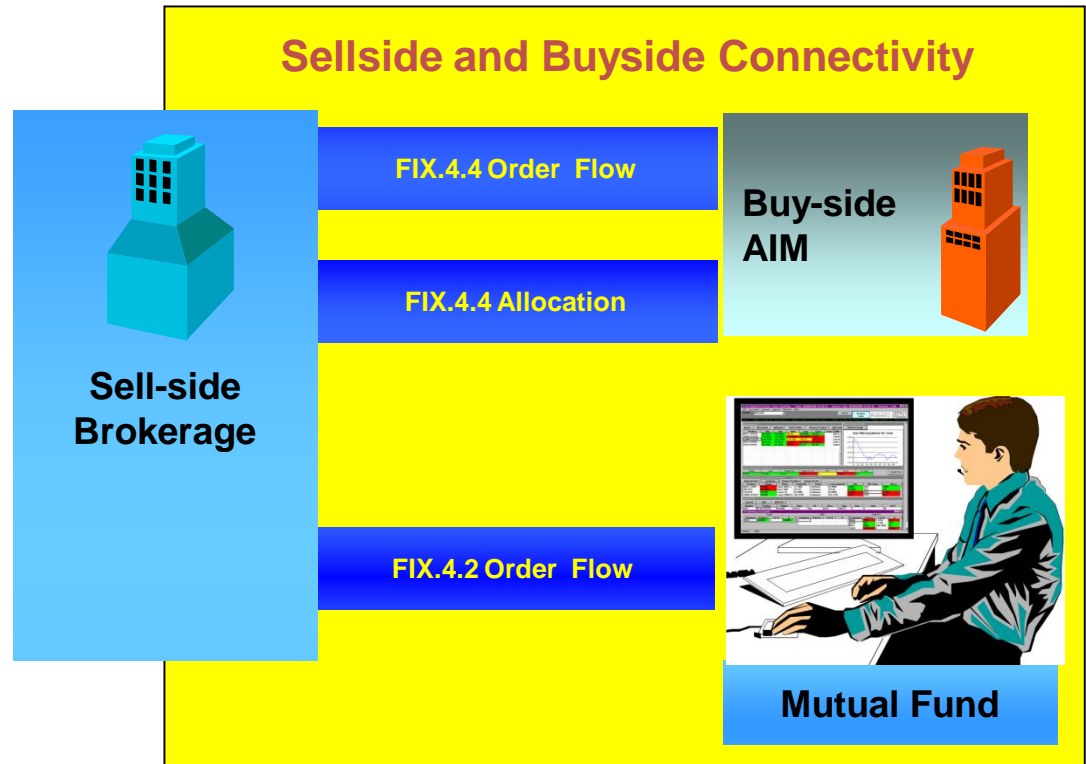 Sellside and Buyside Connectivity
FIX.4.4 Order Flow
Buy-side
AIM
FIX.4.4 Allocation
Sell-side
Brokerage
FIX.4.2 Order Flow
Mutual Fund